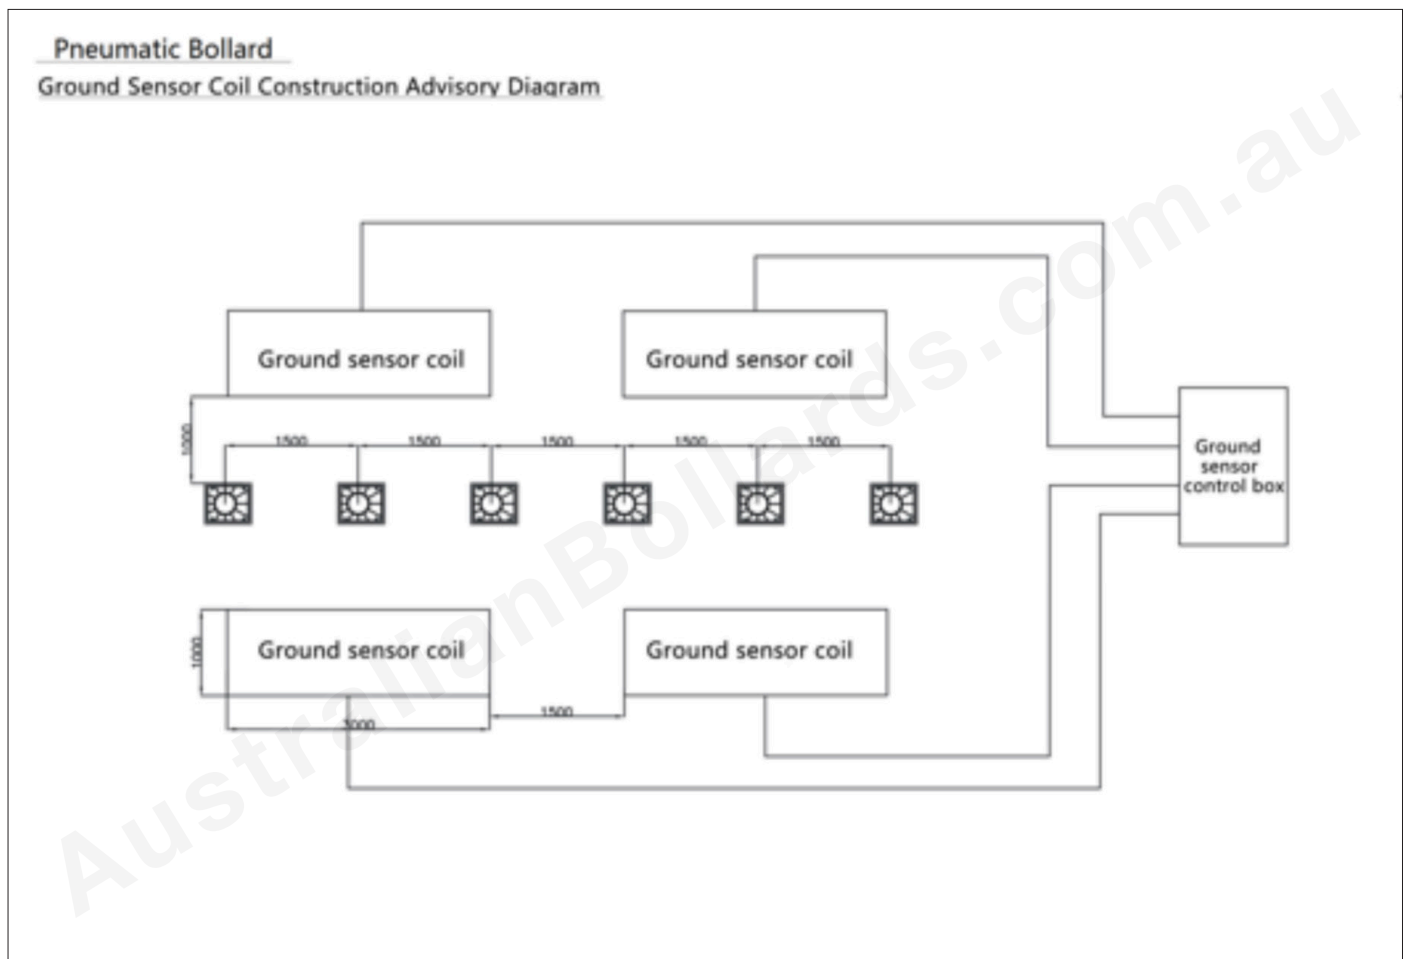 Pneumatic Bollard
Ground Sensor Coil Construction Advisory Diagram
Ground sensor coil
Ground sensor coil
1000
1500
1500
1500
1500
1500
Ground
sensor
control box
Ground sensor coil
Ground sensor coil
1000
3000
1500
AustralianBollards.com.au